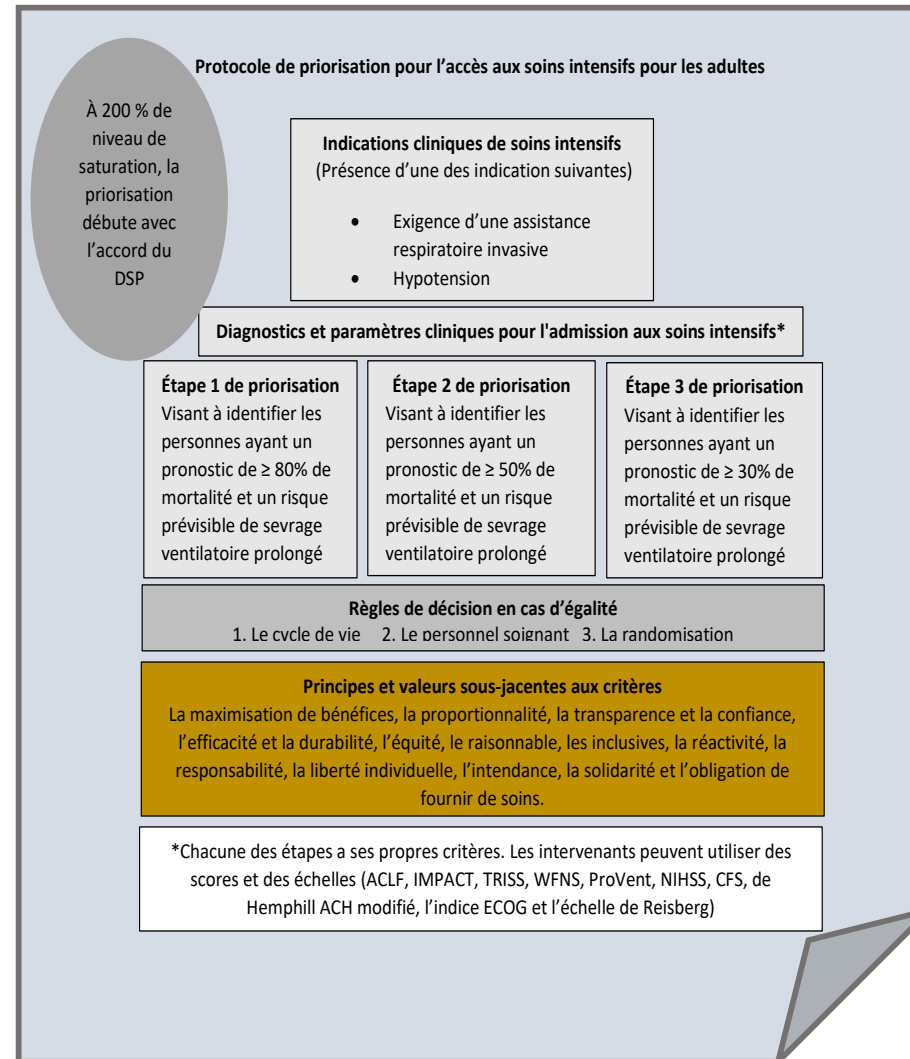 Protocole de priorisation pour l’accès aux soins intensifs pour les adultes
À 200 % de
niveau de
saturation, la
priorisation
débute avec
l’accord du
DSP
Indications cliniques de soins intensifs
(Présence d’une des indication suivantes)
• Exigence d’une assistance
respiratoire invasive
• Hypotension
Diagnostics et paramètres cliniques pour l'admission aux soins intensifs*
Étape 1 de priorisation
Visant à identifier les
personnes ayant un
pronostic de ≥ 80% de
mortalité et un risque
prévisible de sevrage
ventilatoire prolongé
Étape 2 de priorisation
Visant à identifier les
personnes ayant un
pronostic de ≥ 50% de
mortalité et un risque
prévisible de sevrage
ventilatoire prolongé
Étape 3 de priorisation
Visant à identifier les
personnes ayant un
pronostic de ≥ 30% de
mortalité et un risque
prévisible de sevrage
ventilatoire prolongé
Règles de décision en cas d’égalité
1. Le cycle de vie 2. Le personnel soignant 3. La randomisation
Principes et valeurs sous-jacentes aux critères
La maximisation de bénéfices, la proportionnalité, la transparence et la confiance,
l’efficacité et la durabilité, l’équité, le raisonnable, les inclusives, la réactivité, la
responsabilité, la liberté individuelle, l’intendance, la solidarité et l’obligation de
fournir de soins.
*Chacune des étapes a ses propres critères. Les intervenants peuvent utiliser des
scores et des échelles (ACLF, IMPACT, TRISS, WFNS, ProVent, NIHSS, CFS, de
Hemphill ACH modifié, l’indice ECOG et l’échelle de Reisberg)